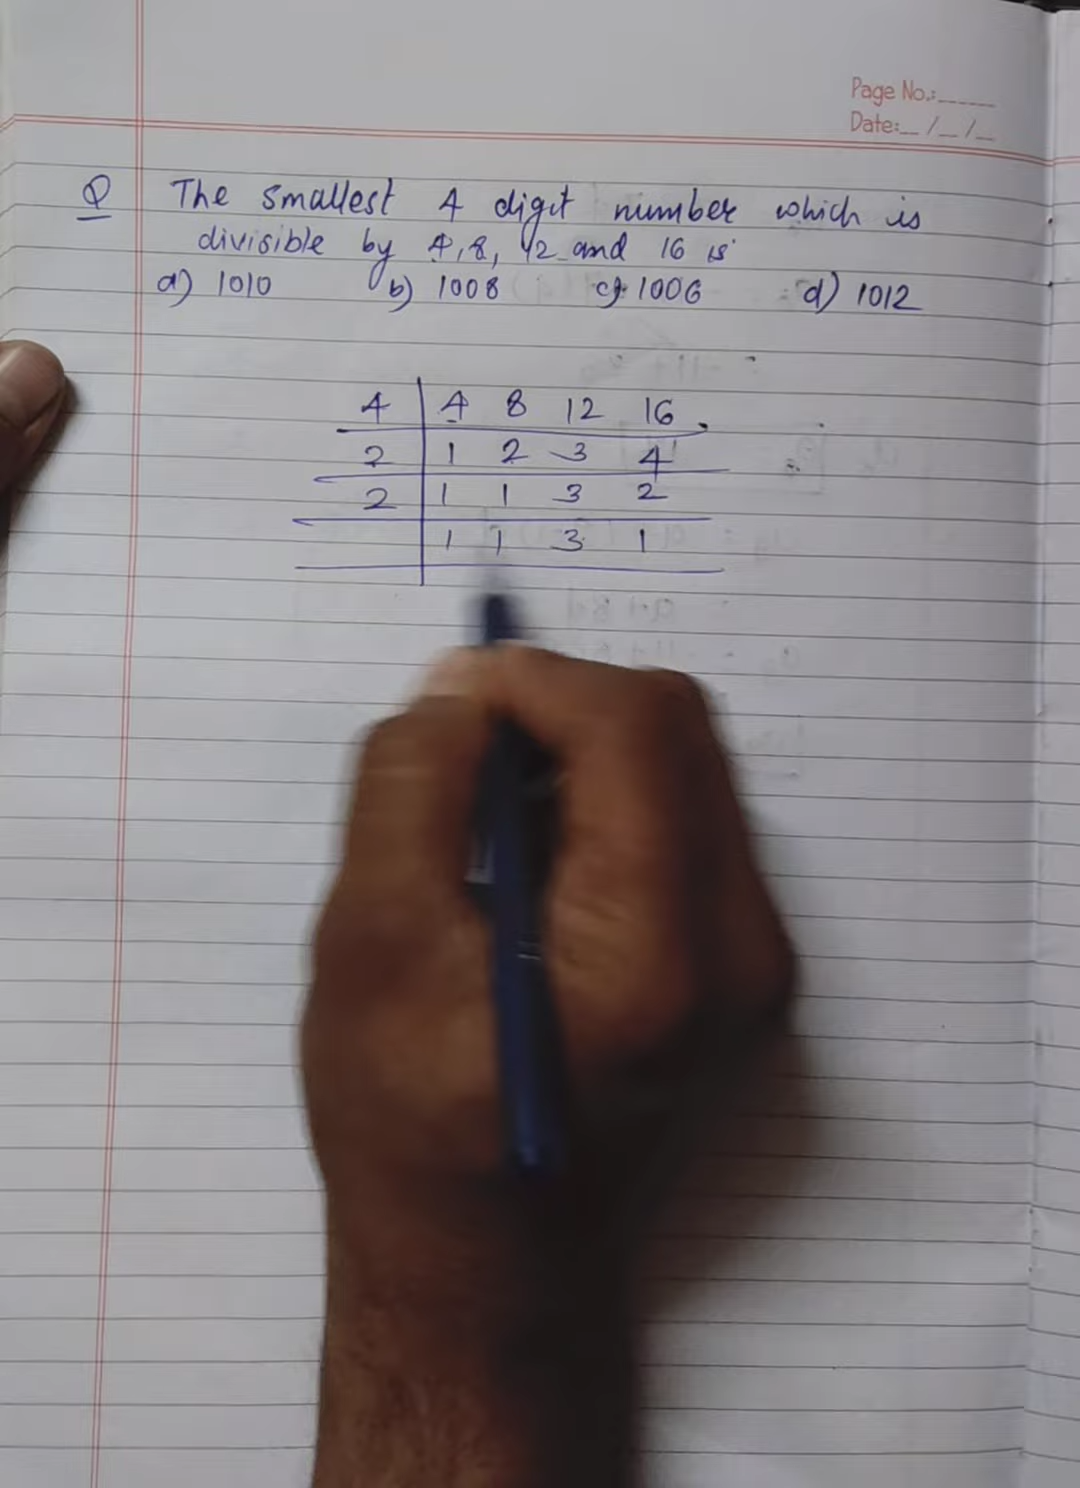 Page No.:
Date: / /
Q The smallest 4 digit number which is
divisible by 4, 8, 12 and 16 is
a) 1010 b) 1008 c) 1006 d) 1012
4 4 8 12 16
2 1 2 3 4
2 1 1 3 2
1 1 3 1